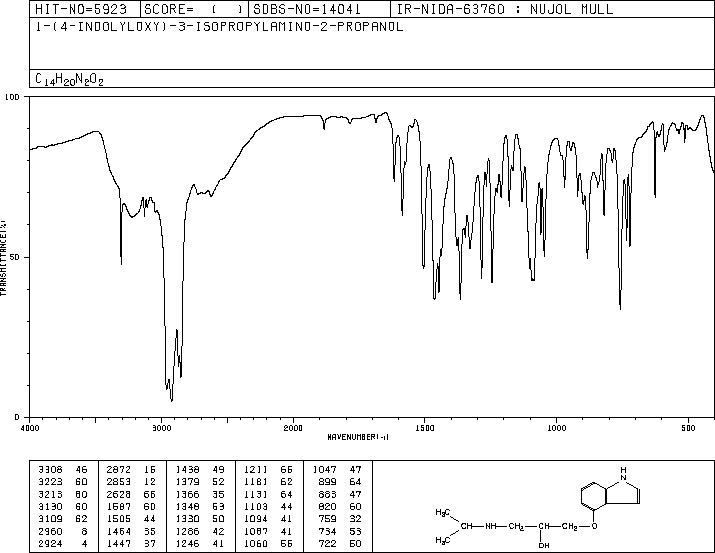 HIT-NO=5923 SCORE= ( ) SDBS-NO=14041 IR-NIDA-63760 : NUJOL MULL
1-(4-INDOLYLOXY)-3-ISOPROPYLAMINO-2-PROPANOL
C14H20N2O2
100
50
0
TRANSMITTANCE(%)
4000 3000 2000 1500 1000 500
WAVENUMBER(-1)
3308 46 2872 16 1438 49 1211 66 1047 47
3223 60 2853 12 1379 52 1181 62 899 64
3213 60 2628 66 1366 35 1131 64 883 47
3130 60 1587 60 1348 53 1103 44 820 60
3109 62 1505 44 1330 50 1094 41 759 32
2960 8 1464 35 1286 42 1087 41 734 53
2924 4 1447 37 1246 41 1060 55 722 50
H
N
H3C
CH—NH—CH2—CH—CH2—O
H3C
OH